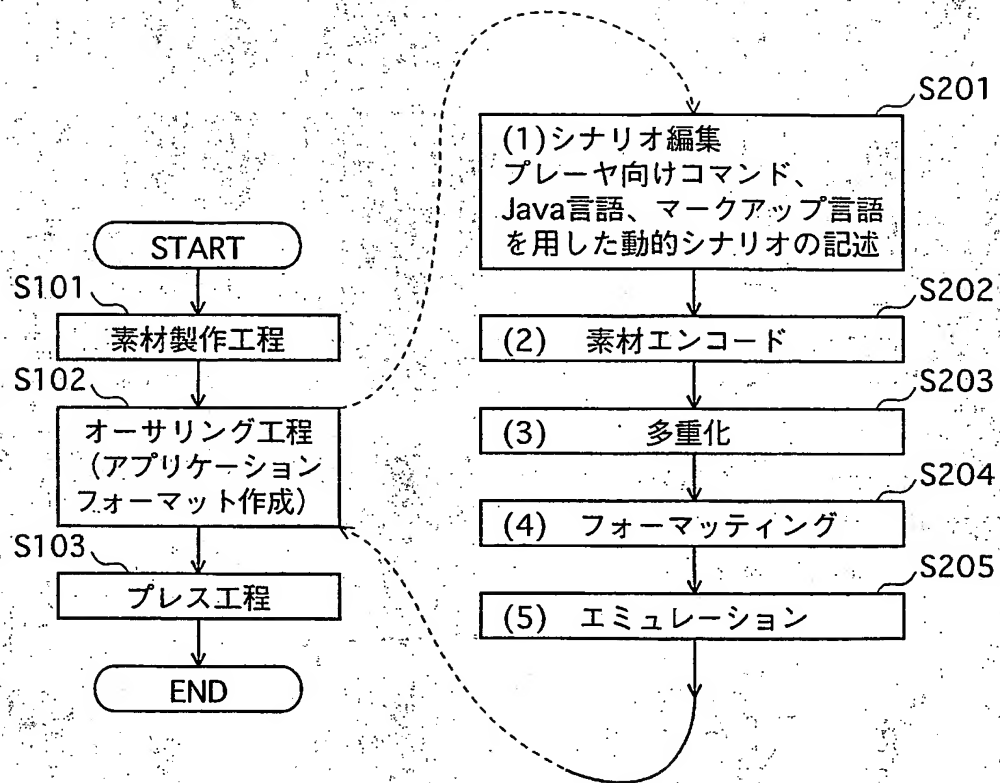 START
S101
素材製作工程
S102
オーサリング工程
(アプリケーション
フォーマット作成)
S103
プレス工程
END
S201
(1)シナリオ編集
プレーヤ向けコマンド、
Java言語、マークアップ言語
を用した動的シナリオの記述
S202
(2) 素材エンコード
S203
(3) 多重化
S204
(4) フォーマッティング
S205
(5) エミュレーション